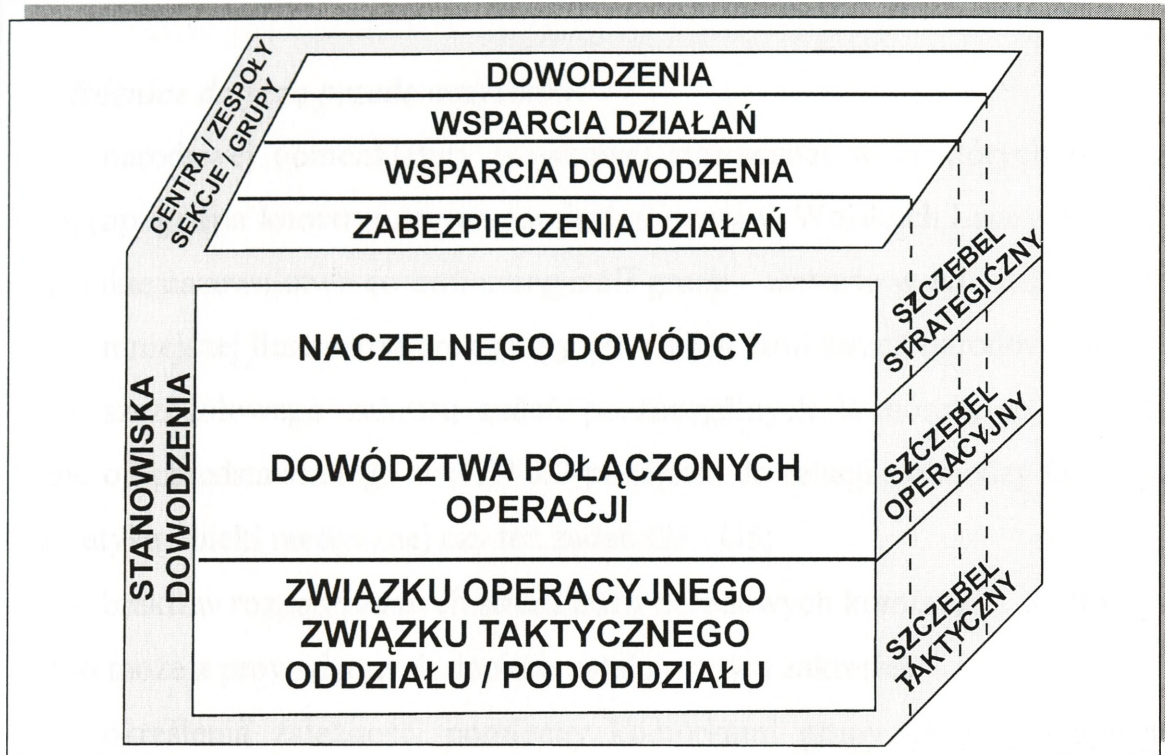 CENTRA / ZESPOŁY
SEKCJE / GRUPY
DOWODZENIA
WSPARCIA DZIAŁAŃ
WSPARCIA DOWODZENIA
ZABEZPIECZENIA DZIAŁAŃ
STANOWISKA
DOWODZENIA
NACZELNEGO DOWÓDCY
DOWÓDZTWA POŁĄCZONYCH
OPERACJI
ZWIĄZKU OPERACYJNEGO
ZWIĄZKU TAKTYCZNEGO
ODDZIAŁU / PODODDZIAŁU
SZCZEBEL
STRATEGICZNY
SZCZEBEL
OPERACYJNY
SZCZEBEL
TAKTYCZNY